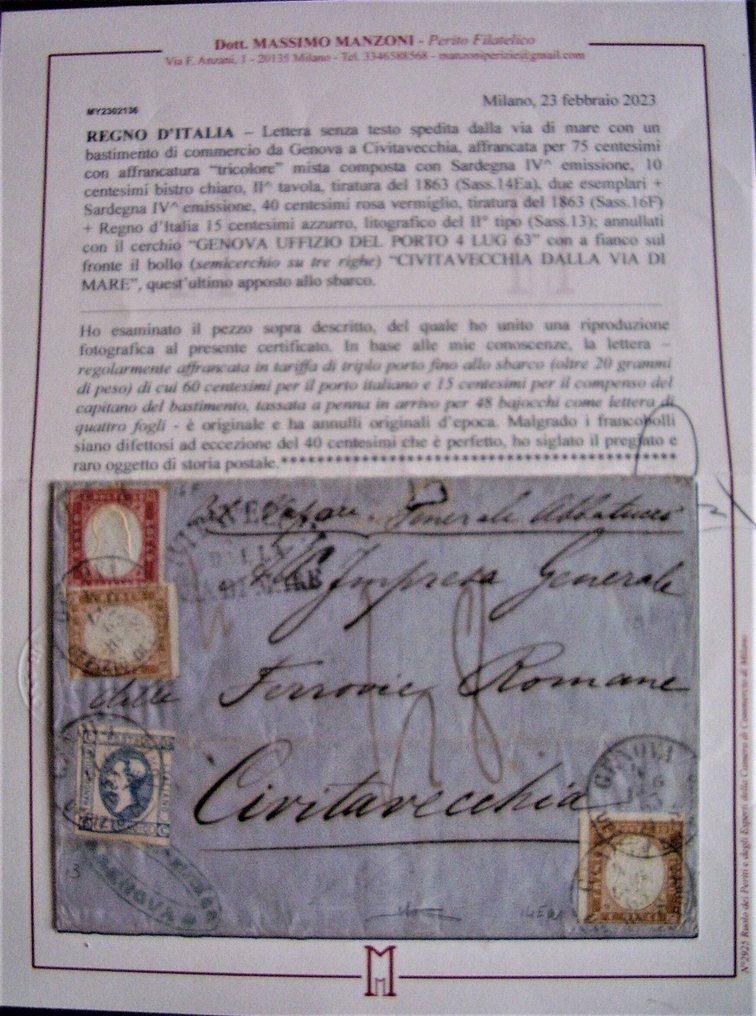 Dott. MASSIMO MANZONI - Perito Filatelico
Via F. Anzani, 1 - 20135 Milano - Tel. 3346588568 - manzoniperizie@gmail.com
MY2302136
Milano, 23 febbraio 2023
REGNO D'ITALIA – Lettera senza testo spedita dalla via di mare con un
bastimento di commercio da Genova a Civitavecchia, affrancata per 75 centesimi
con affrancatura "tricolore" mista composta con Sardegna IV^ emissione, 10
centesimi bistro chiaro, II^ tavola, tiratura del 1863 (Sass.14Ea), due esemplari +
Sardegna IV^ emissione, 40 centesimi rosa vermiglio, tiratura del 1863 (Sass.16F)
+ Regno d'Italia 15 centesimi azzurro, litografico del II° tipo (Sass.13); annullati
con il cerchio "GENOVA UFFIZIO DEL PORTO 4 LUG 63" con a fianco sul
fronte il bollo (semicerchio su tre righe) "CIVITAVECCHIA DALLA VIA DI
MARE", quest'ultimo apposto allo sbarco.
Ho esaminato il pezzo sopra descritto, del quale ho unito una riproduzione
fotografica al presente certificato. In base alle mie conoscenze, la lettera –
regolarmente affrancata in tariffa di triplo porto fino allo sbarco (oltre 20 grammi
di peso) di cui 60 centesimi per il porto italiano e 15 centesimi per il compenso del
capitano del bastimento, tassata a penna in arrivo per 48 bajocchi come lettera di
quattro fogli - è originale e ha annulli originali d'epoca. Malgrado i francobolli
siano difettosi ad eccezione del 40 centesimi che è perfetto, ho siglato il pregiato e
raro oggetto di storia postale.****************************************
Vapore Generale Abbatucci
All' Impresa Generale
delle Ferrovie Romane
48
Civitavecchia
GENOVA
GENOVA
3
M
N°2925 Ruolo dei Periti e degli Esperti della Camera di Commercio di Milano